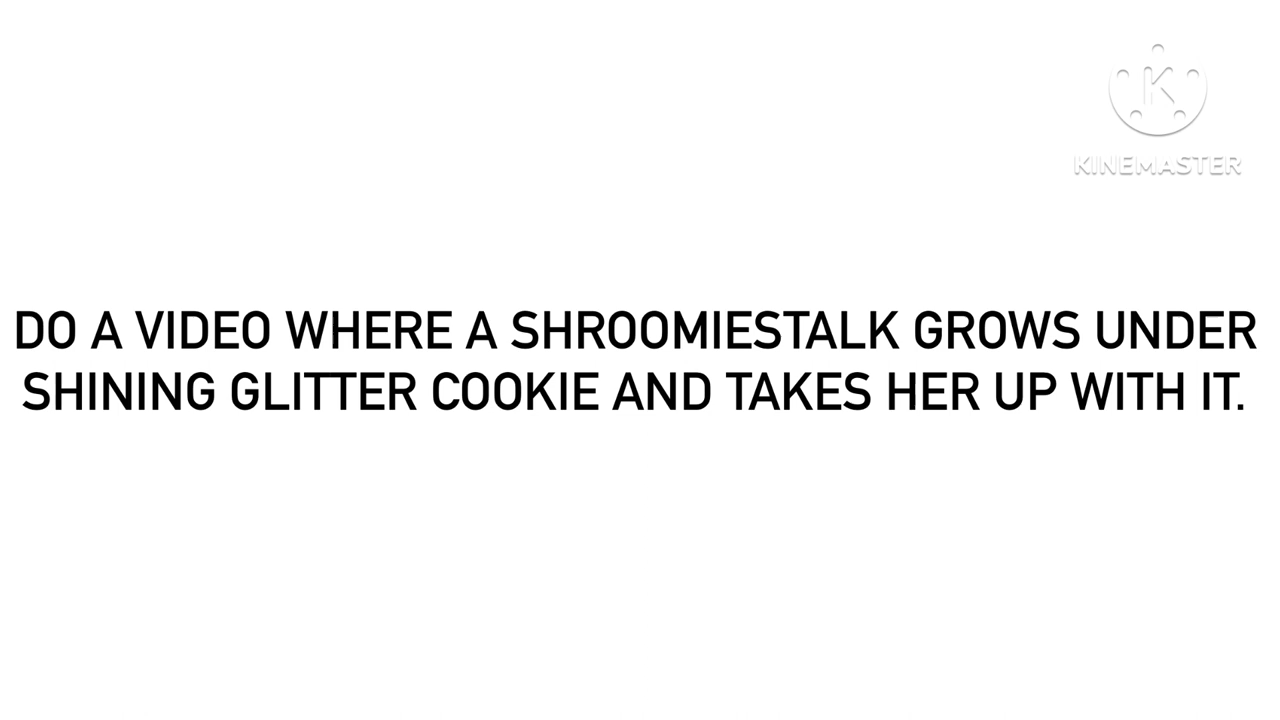 KINEMASTER
DO A VIDEO WHERE A SHROOMIESTALK GROWS UNDER
SHINING GLITTER COOKIE AND TAKES HER UP WITH IT.